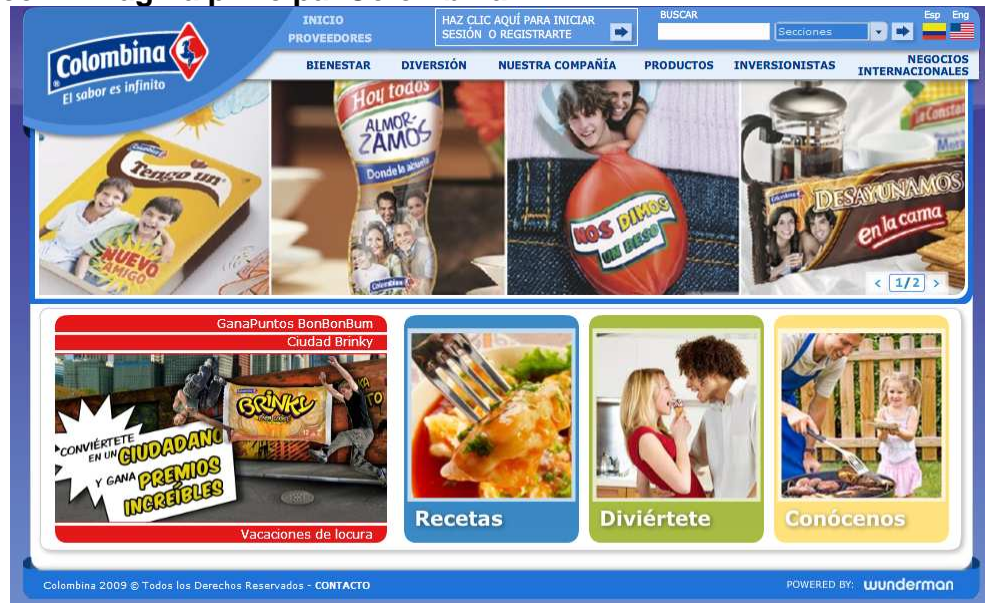 INICIO
PROVEEDORES
HAZ CLIC AQUÍ PARA INICIAR
SESIÓN O REGISTRARTE
BUSCAR
Secciones
Esp Eng
Colombina
®
El sabor es infinito
BIENESTAR DIVERSIÓN NUESTRA COMPAÑÍA PRODUCTOS INVERSIONISTAS NEGOCIOS
INTERNACIONALES
Colombina
Tengo un
NUEVO
AMIGO
Hoy todos
ALMOR-
ZAMOS
Donde la abuela
Colombina
NOS DIMOS
UN BESO
Colombina
DESAYUNAMOS
en la cama
< 1/2 >
GanaPuntos BonBonBum
Ciudad Brinky
BRINKY
CONVIÉRTETE
EN UN CIUDADANO
Y GANA PREMIOS
INCREÍBLES
Vacaciones de locura
Recetas
Diviértete
Conócenos
Colombina 2009 © Todos los Derechos Reservados - CONTACTO
POWERED BY: wunderman